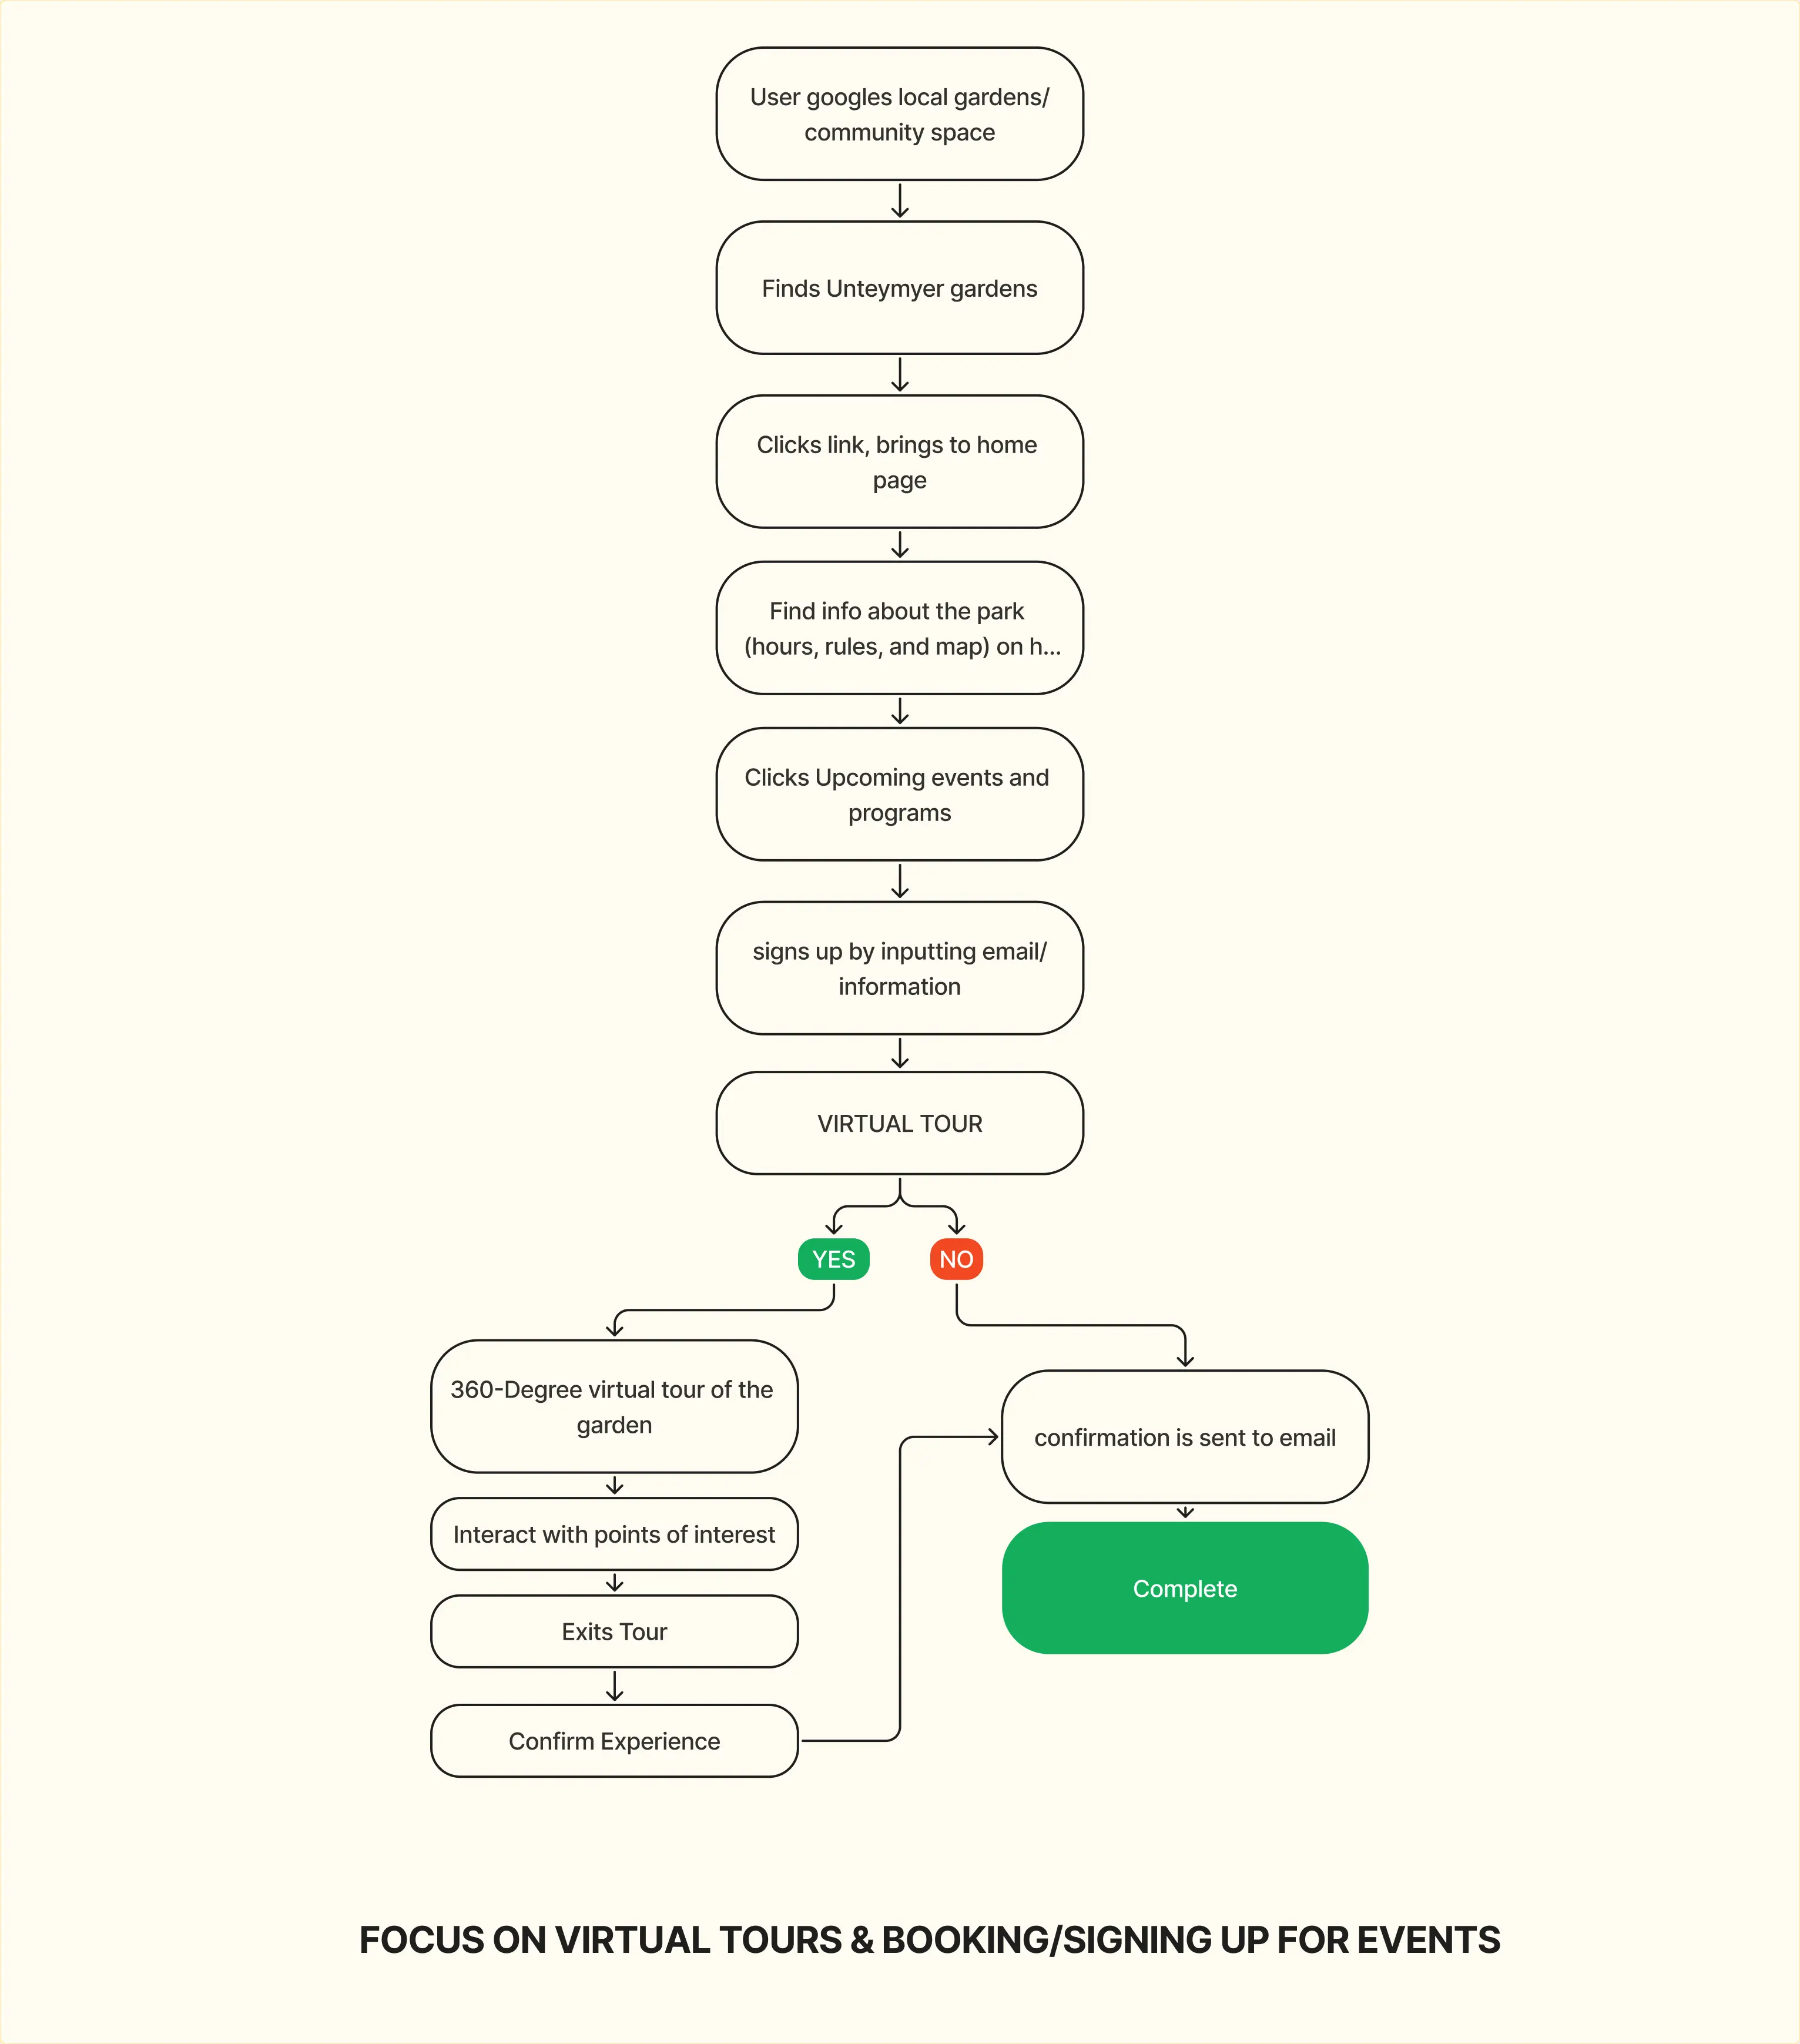 User googles local gardens/
community space
Finds Unteymyer gardens
Clicks link, brings to home
page
Find info about the park
(hours, rules, and map) on h...
Clicks Upcoming events and
programs
signs up by inputting email/
information
VIRTUAL TOUR
YES
NO
360-Degree virtual tour of the
garden
Interact with points of interest
Exits Tour
Confirm Experience
confirmation is sent to email
Complete
FOCUS ON VIRTUAL TOURS & BOOKING/SIGNING UP FOR EVENTS